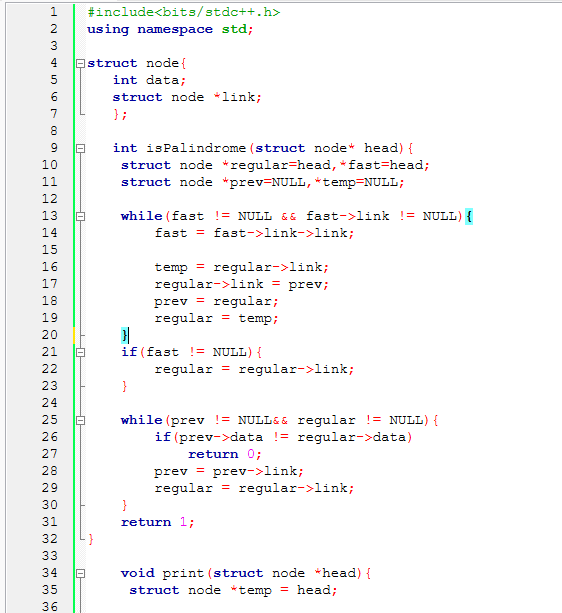 1 #include<bits/stdc++.h>
2 using namespace std;
3
4 struct node{
5 int data;
6 struct node *link;
7 };
8
9 int isPalindrome(struct node* head){
10 struct node *regular=head,*fast=head;
11 struct node *prev=NULL,*temp=NULL;
12
13 while(fast != NULL && fast->link != NULL){
14 fast = fast->link->link;
15
16 temp = regular->link;
17 regular->link = prev;
18 prev = regular;
19 regular = temp;
20 }
21 if(fast != NULL){
22 regular = regular->link;
23 }
24
25 while(prev != NULL&& regular != NULL){
26 if(prev->data != regular->data)
27 return 0;
28 prev = prev->link;
29 regular = regular->link;
30 }
31 return 1;
32 }
33
34 void print(struct node *head){
35 struct node *temp = head;
36